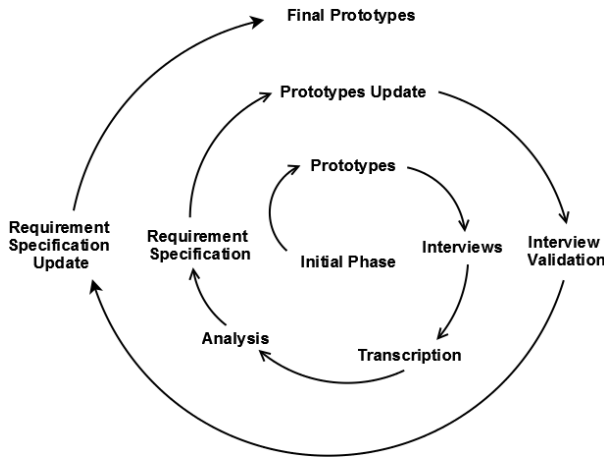 Final Prototypes
Prototypes Update
Prototypes
Requirement
Specification
Update
Requirement
Specification
Initial Phase
Interviews
Interview
Validation
Analysis
Transcription